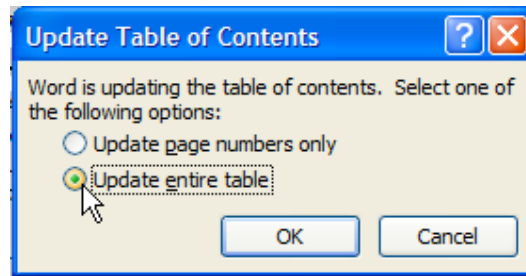 Update Table of Contents
Word is updating the table of contents. Select one of
the following options:
Update page numbers only
Update entire table
OK
Cancel